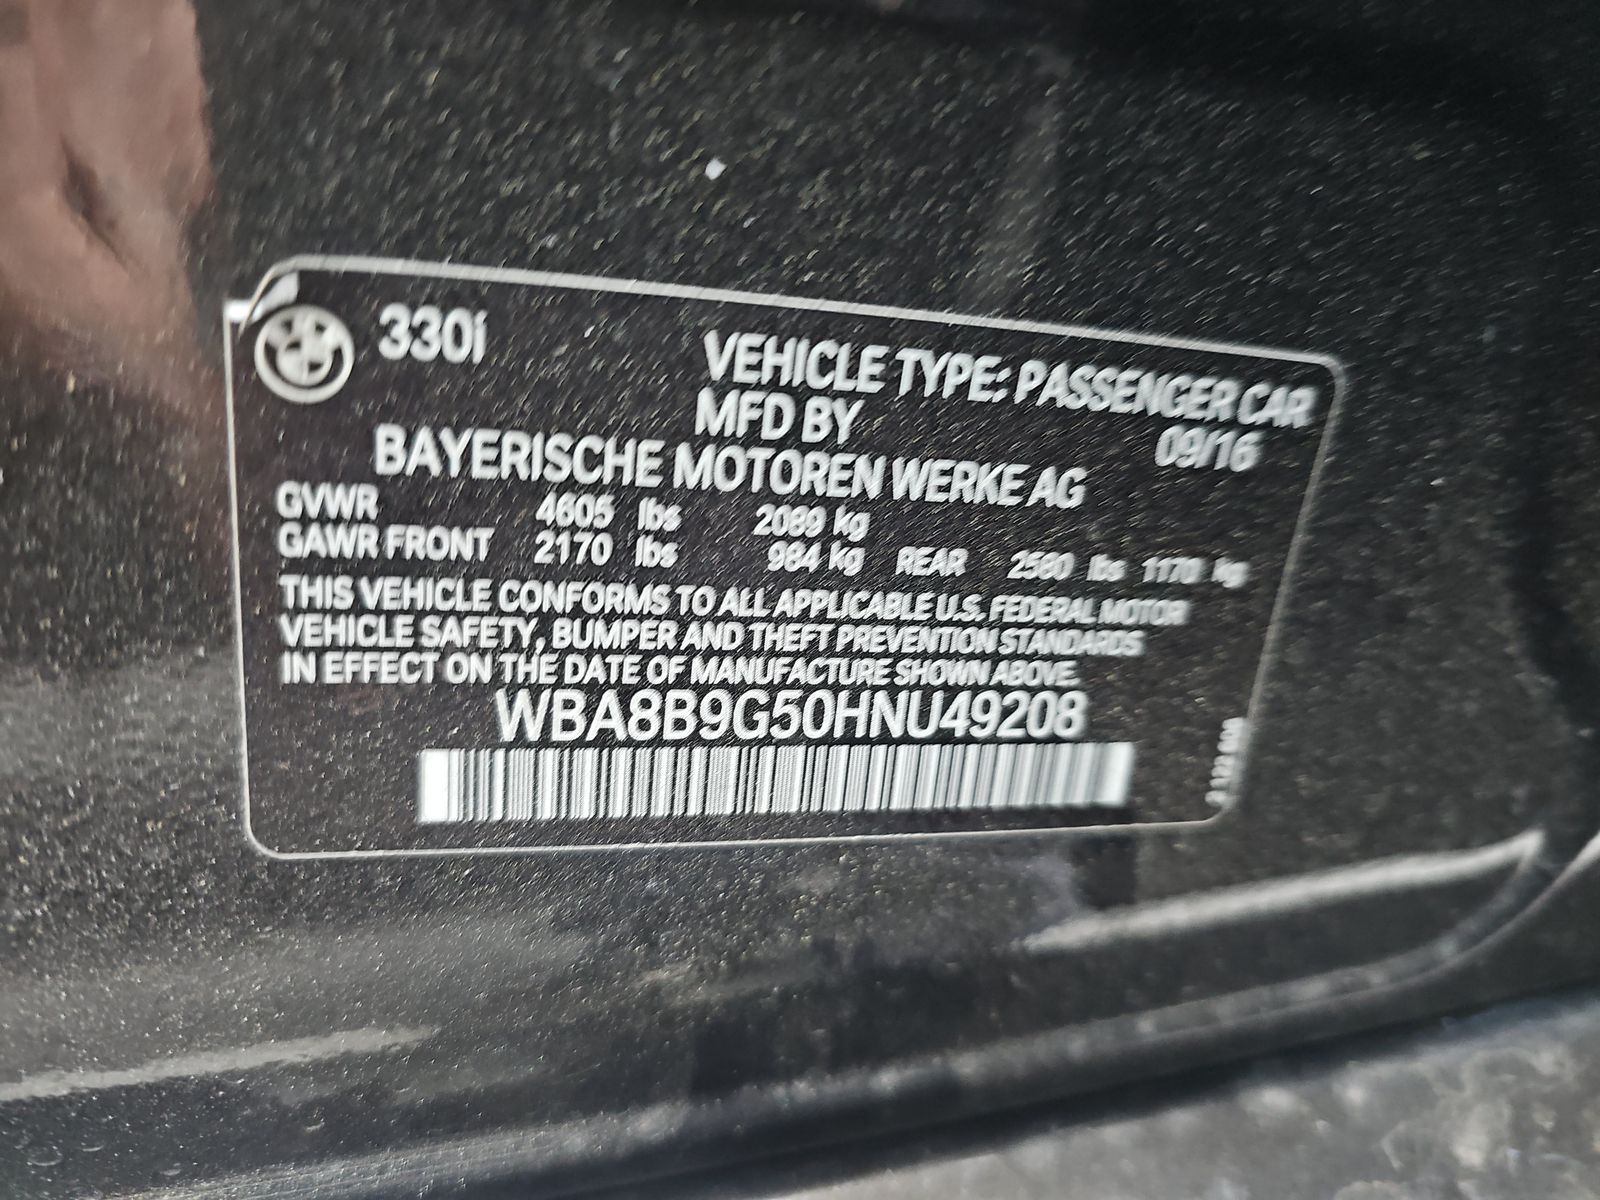 330i
VEHICLE TYPE: PASSENGER CAR
MFD BY 09/16
BAYERISCHE MOTOREN WERKE AG
GVWR 4605 lbs 2089 kg
GAWR FRONT 2170 lbs 984 kg REAR 2580 lbs 1170 kg
THIS VEHICLE CONFORMS TO ALL APPLICABLE U.S. FEDERAL MOTOR
VEHICLE SAFETY, BUMPER AND THEFT PREVENTION STANDARDS
IN EFFECT ON THE DATE OF MANUFACTURE SHOWN ABOVE.
WBA8B9G50HNU49208